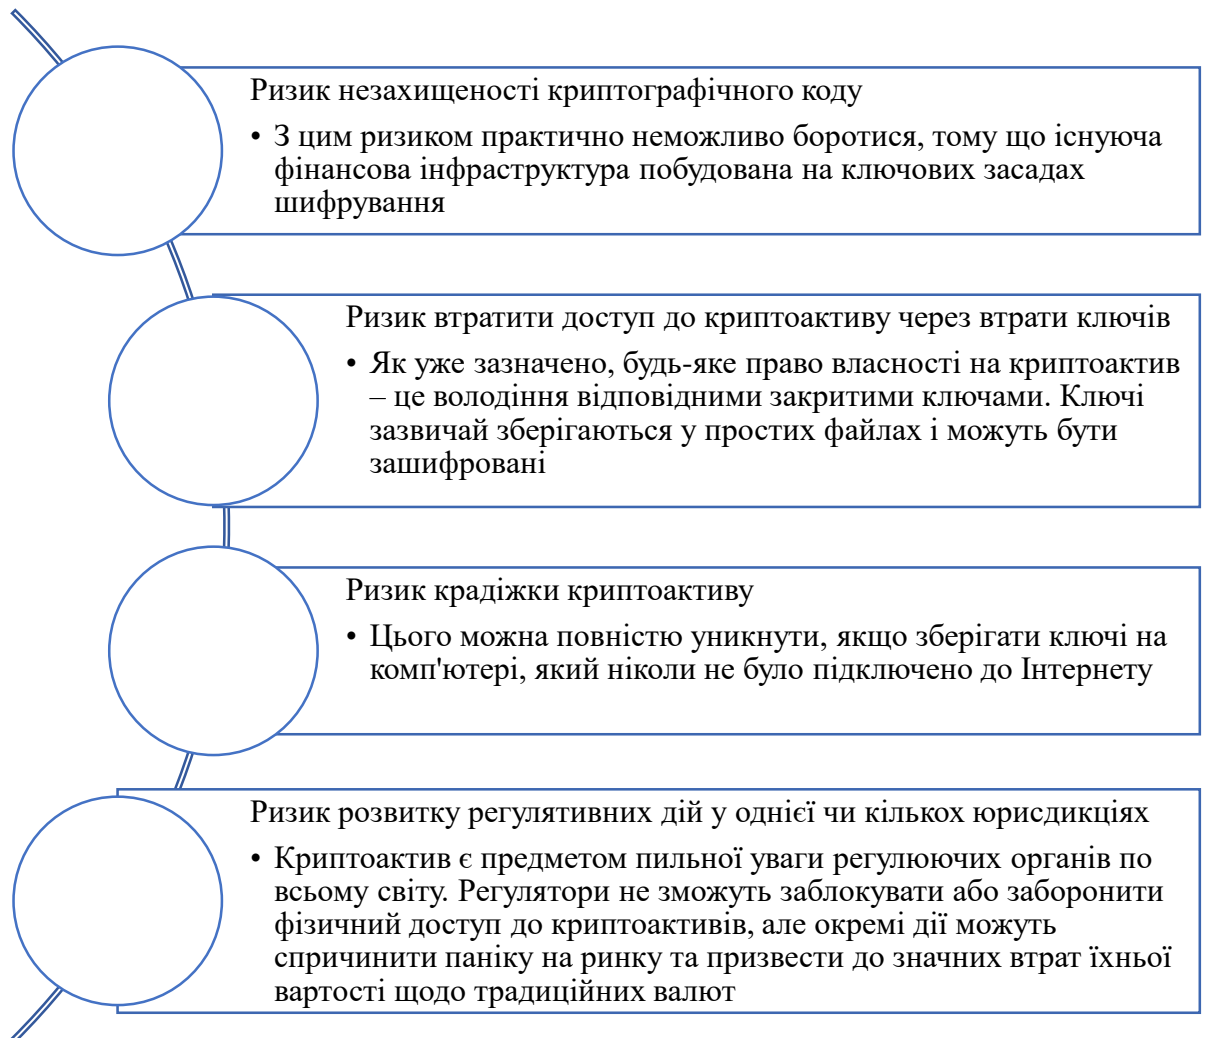 Ризик незахищеності криптографічного коду
• З цим ризиком практично неможливо боротися, тому що існуюча
фінансова інфраструктура побудована на ключових засадах
шифрування
Ризик втратити доступ до криптоактиву через втрати ключів
• Як уже зазначено, будь-яке право власності на криптоактив
– це володіння відповідними закритими ключами. Ключі
зазвичай зберігаються у простих файлах і можуть бути
зашифровані
Ризик крадіжки криптоактиву
• Цього можна повністю уникнути, якщо зберігати ключі на
комп'ютері, який ніколи не було підключено до Інтернету
Ризик розвитку регулятивних дій у однієї чи кількох юрисдикціях
• Криптоактив є предметом пильної уваги регулюючих органів по
всьому світу. Регулятори не зможуть заблокувати або заборонити
фізичний доступ до криптоактивів, але окремі дії можуть
спричинити паніку на ринку та призвести до значних втрат їхньої
вартості щодо традиційних валют